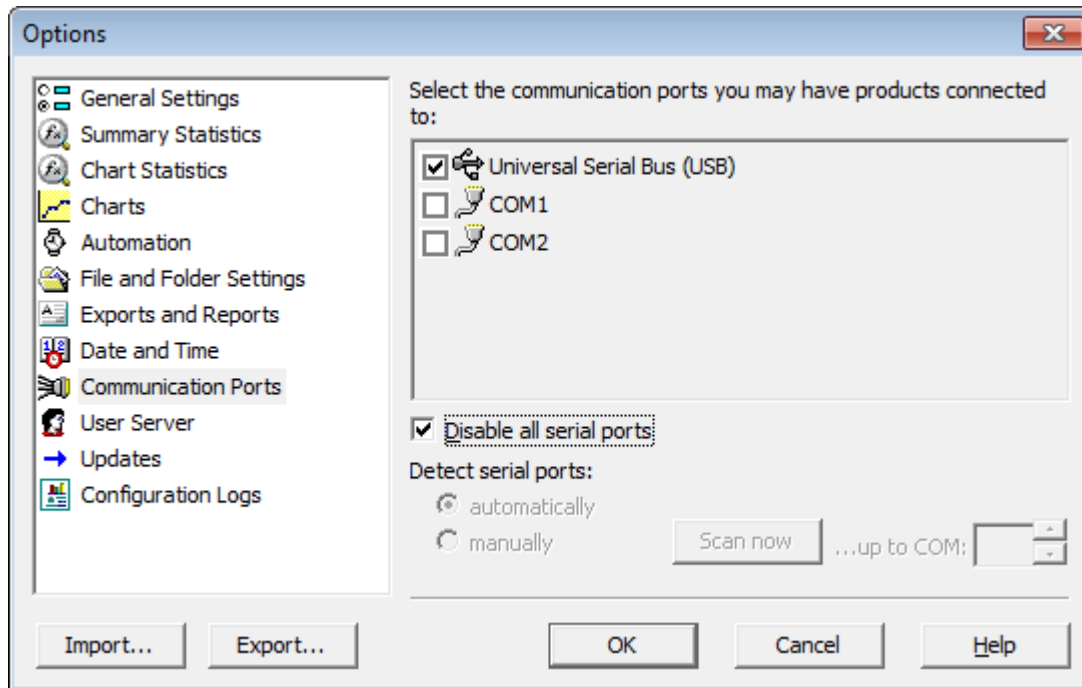 Options
General Settings
Summary Statistics
Chart Statistics
Charts
Automation
File and Folder Settings
Exports and Reports
Date and Time
Communication Ports
User Server
Updates
Configuration Logs
Select the communication ports you may have products connected
to:
Universal Serial Bus (USB)
COM1
COM2
Disable all serial ports
Detect serial ports:
automatically
manually
Scan now
...up to COM:
Import...
Export...
OK
Cancel
Help